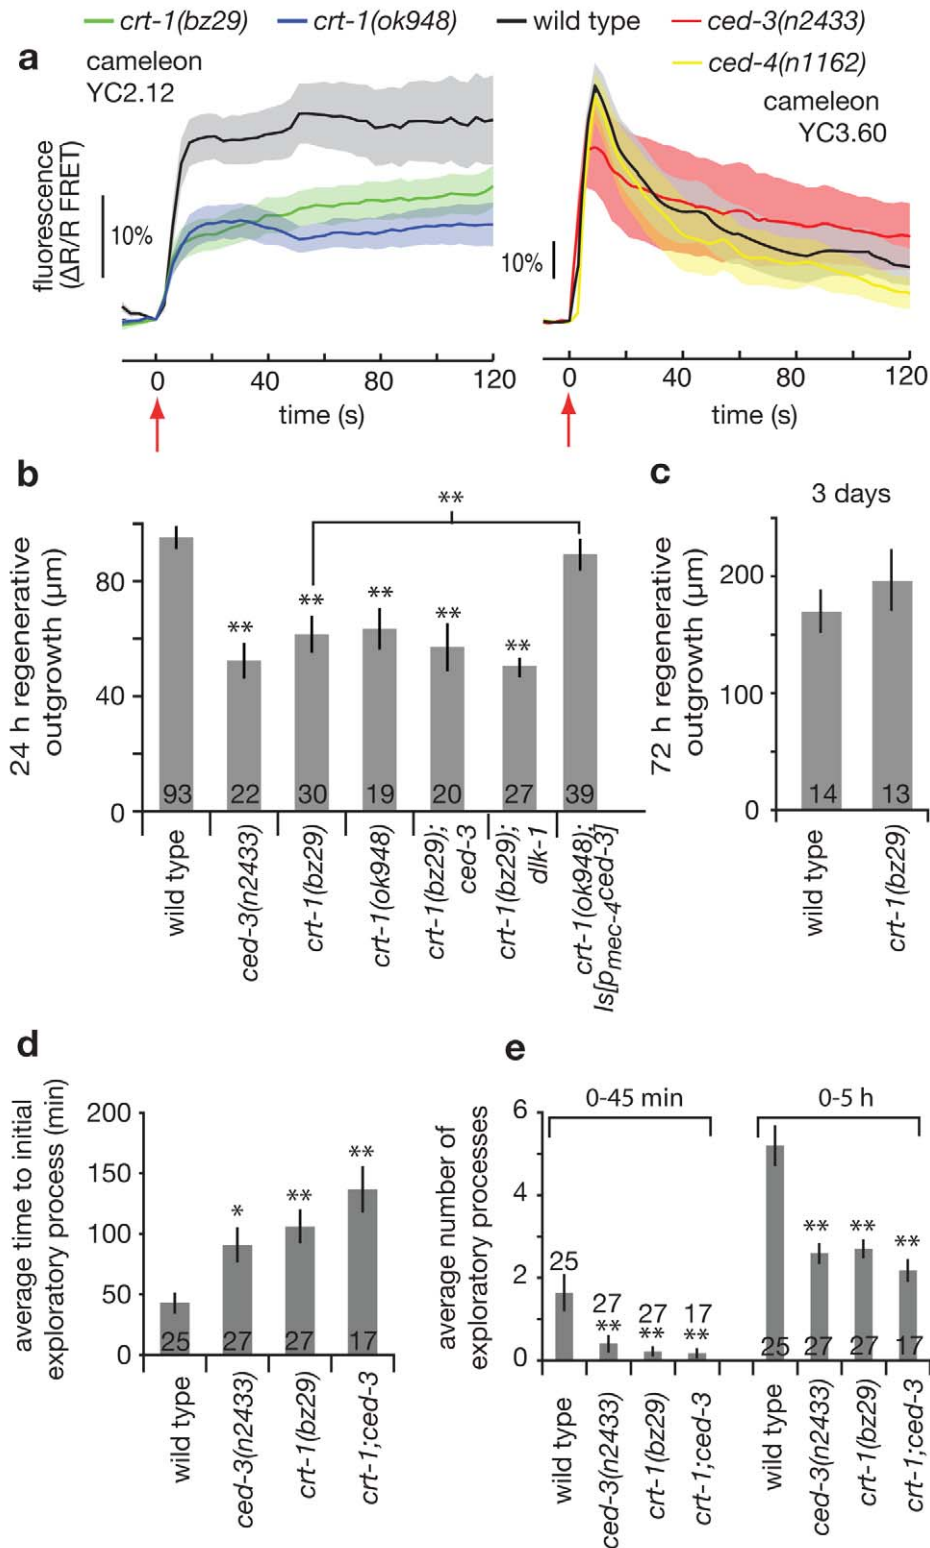 crt-1(bz29) crt-1(ok948) wild type ced-3(n2433)
ced-4(n1162)
a
cameleon
YC2.12
cameleon
YC3.60
fluorescence
(ΔR/R FRET)
10%
10%
0 40 80 120
time (s)
0 40 80 120
time (s)
b
24 h regenerative
outgrowth (μm)
80
40
0
**
** ** ** ** **
93 22 30 19 20 27 39
wild type
ced-3(n2433)
crt-1(bz29)
crt-1(ok948)
crt-1(bz29);
ced-3
crt-1(bz29);
dlk-1
crt-1(ok948);
Is[pmec-4ced-3]
c
3 days
72 h regenerative
outgrowth (μm)
200
100
0
14 13
wild type
crt-1(bz29)
d
average time to initial
exploratory process (min)
200
150
100
50
0
* ** **
25 27 27 17
wild type
ced-3(n2433)
crt-1(bz29)
crt-1;ced-3
e
average number of
exploratory processes
6
4
2
0
0-45 min
0-5 h
25 27 27 17
** ** **
** ** **
25 27 27 17
wild type
ced-3(n2433)
crt-1(bz29)
crt-1;ced-3
wild type
ced-3(n2433)
crt-1(bz29)
crt-1;ced-3